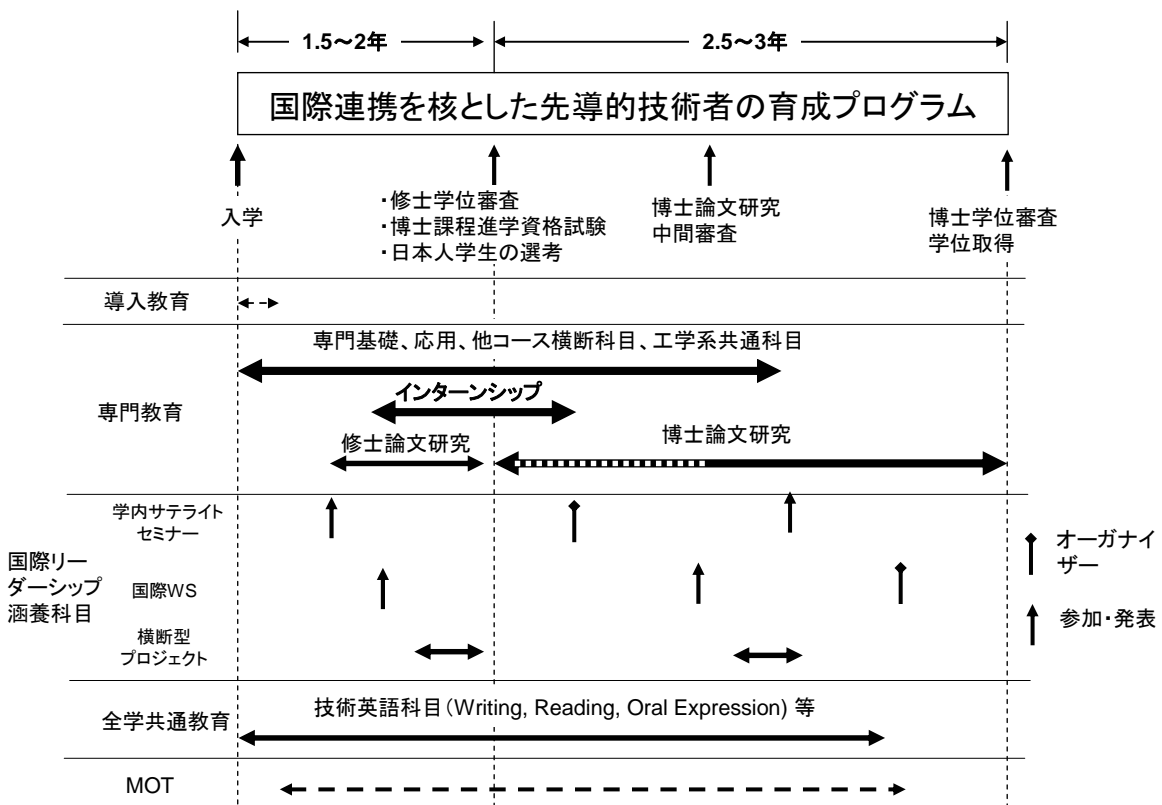 1.5～2年
2.5～3年
国際連携を核とした先導的技術者の育成プログラム
入学
・修士学位審査
・博士課程進学資格試験
・日本人学生の選考
博士論文研究
中間審査
博士学位審査
学位取得
導入教育
専門基礎、応用、他コース横断科目、工学系共通科目
インターンシップ
専門教育
修士論文研究
博士論文研究
学内サテライト
セミナー
国際リー
ダーシップ
涵養科目
国際WS
横断型
プロジェクト
オーガナイ
ザー
参加・発表
技術英語科目（Writing, Reading, Oral Expression) 等
全学共通教育
MOT